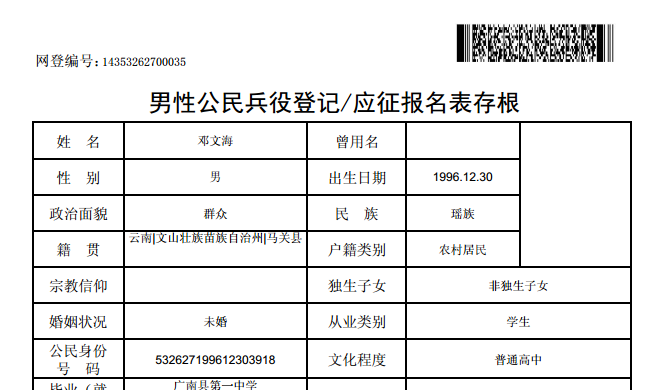 网登编号:14353262700035
男性公民兵役登记/应征报名表存根
姓 名 邓文海 曾用名
性 别 男 出生日期 1996.12.30
政治面貌 群众 民 族 瑶族
籍 贯 云南|文山壮族苗族自治州|马关县 户籍类别 农村居民
宗教信仰 独生子女 非独生子女
婚姻状况 未婚 从业类别 学生
公民身份
号 码 532627199612303918 文化程度 普通高中
毕业(就 广南县第一中学